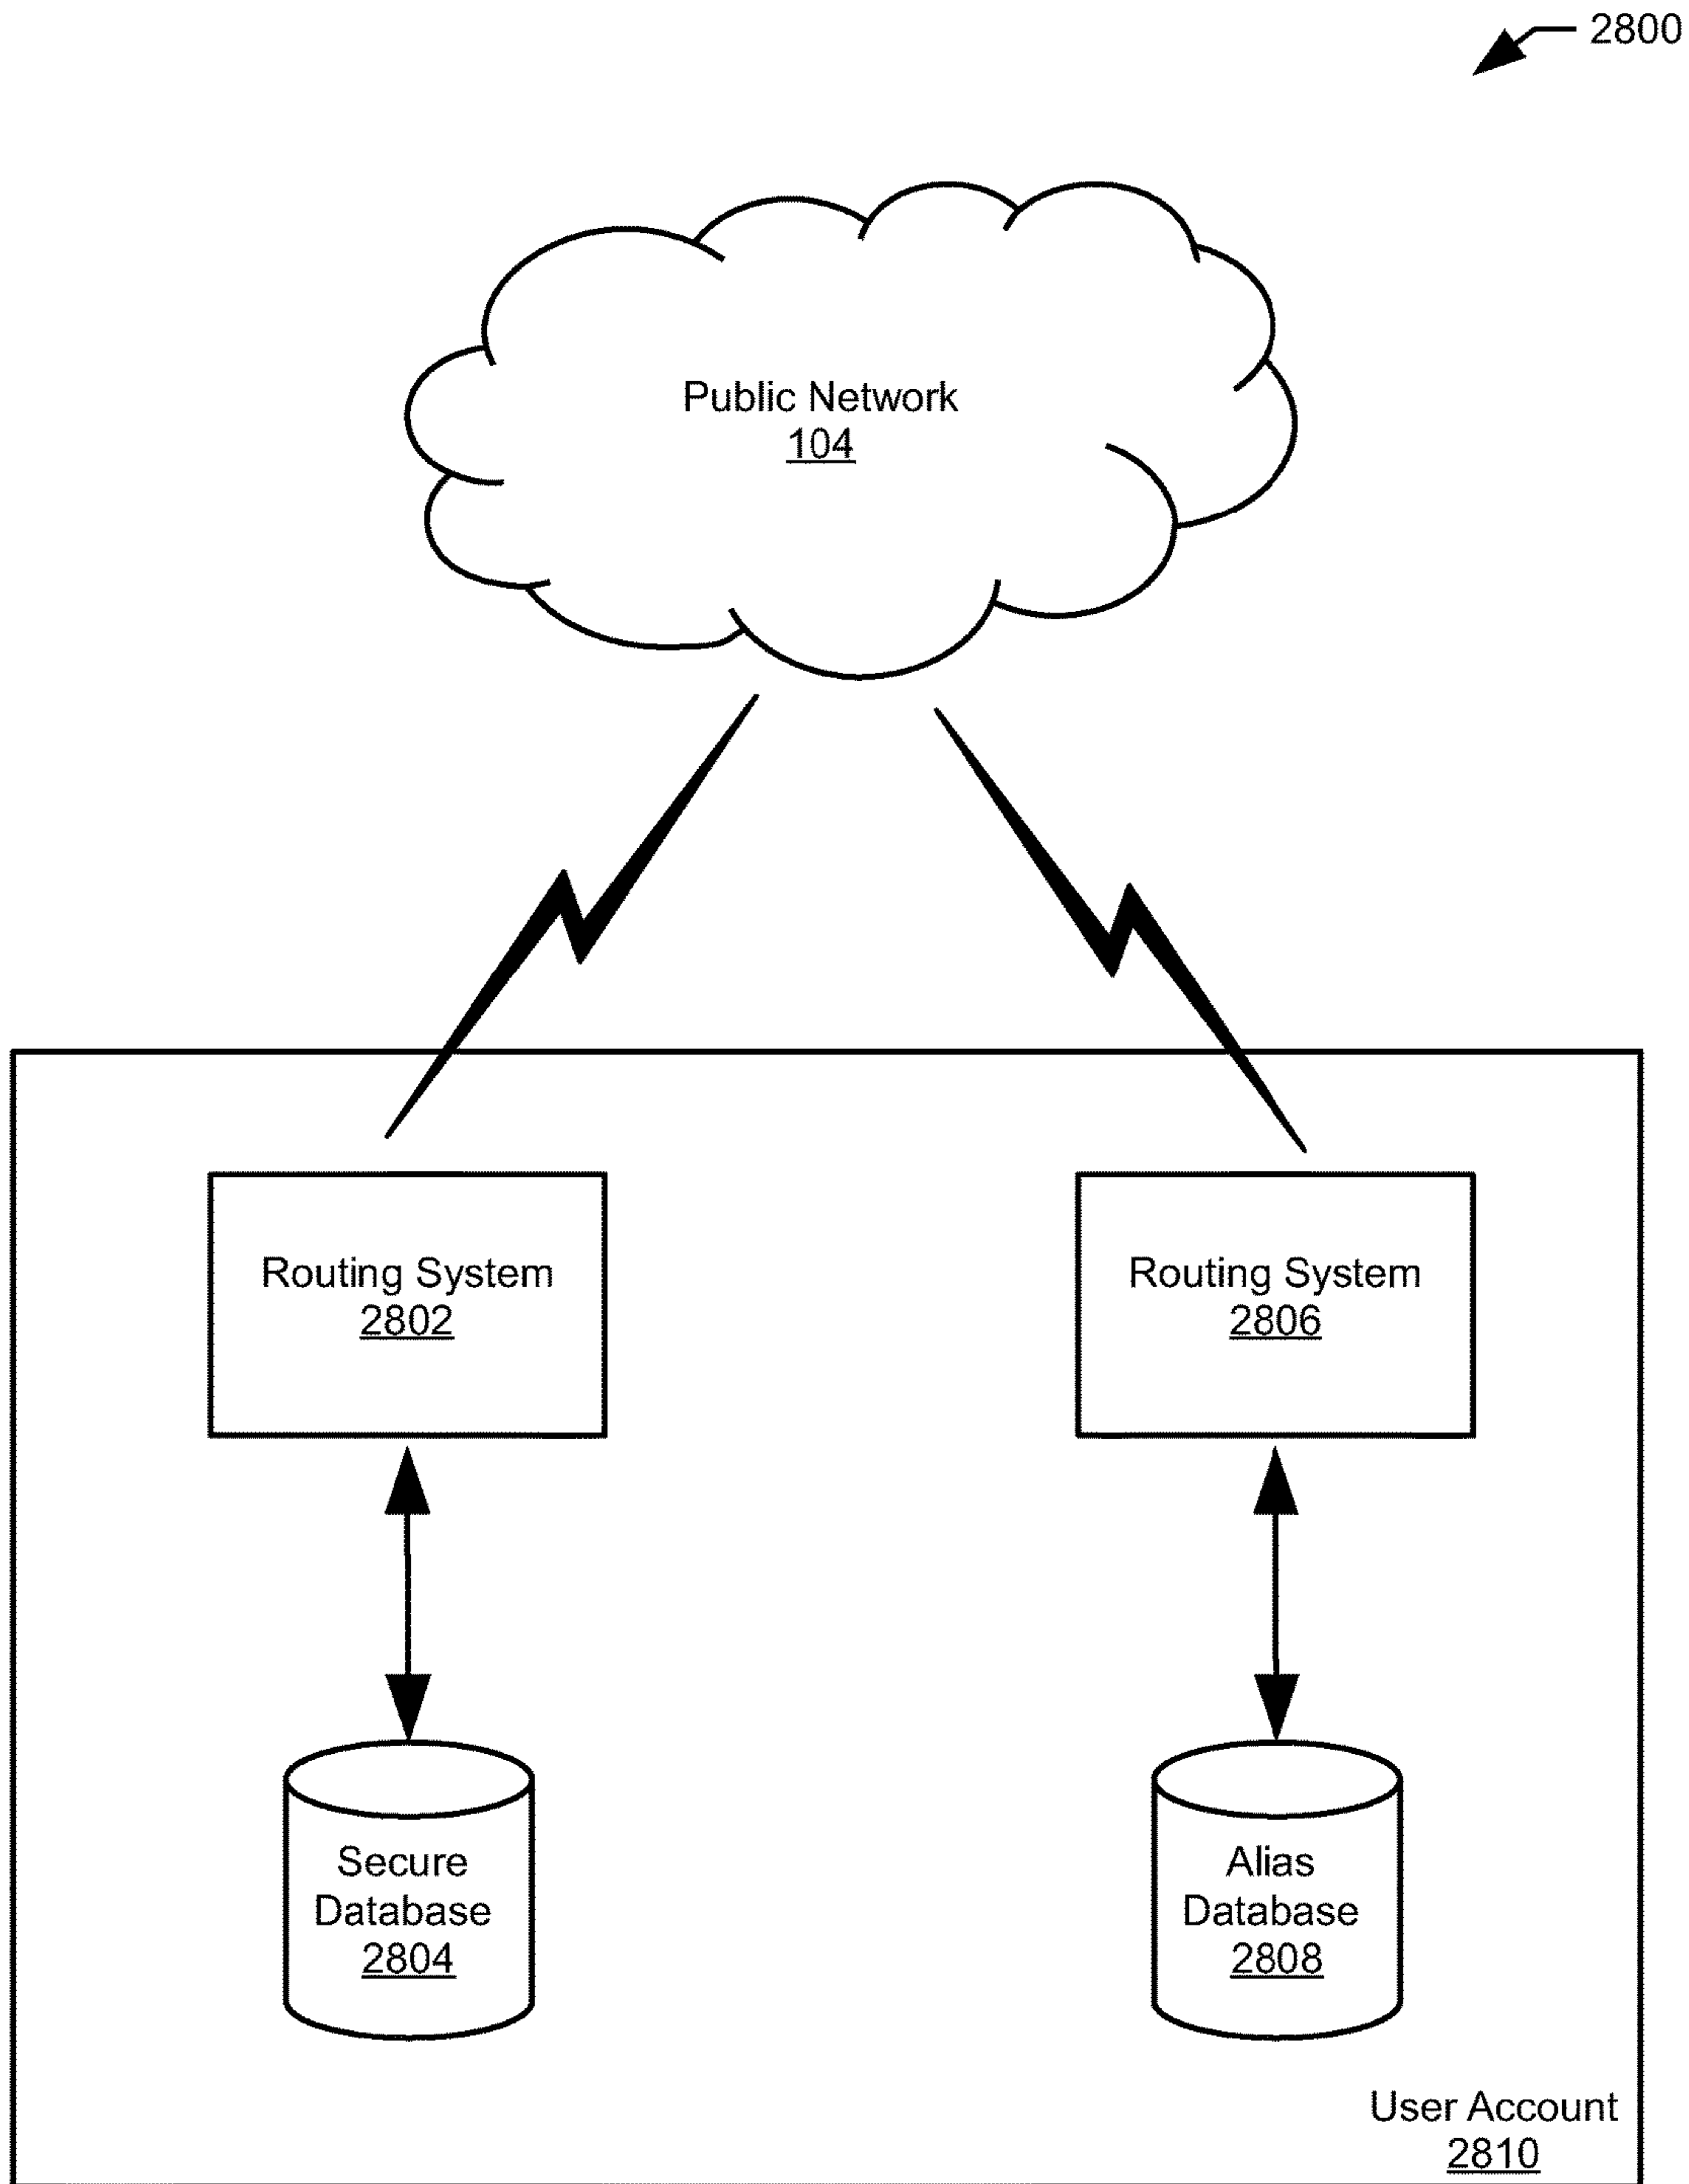 2800
Public Network
104
Routing System
2802
Routing System
2806
Secure
Database
2804
Alias
Database
2808
User Account
2810